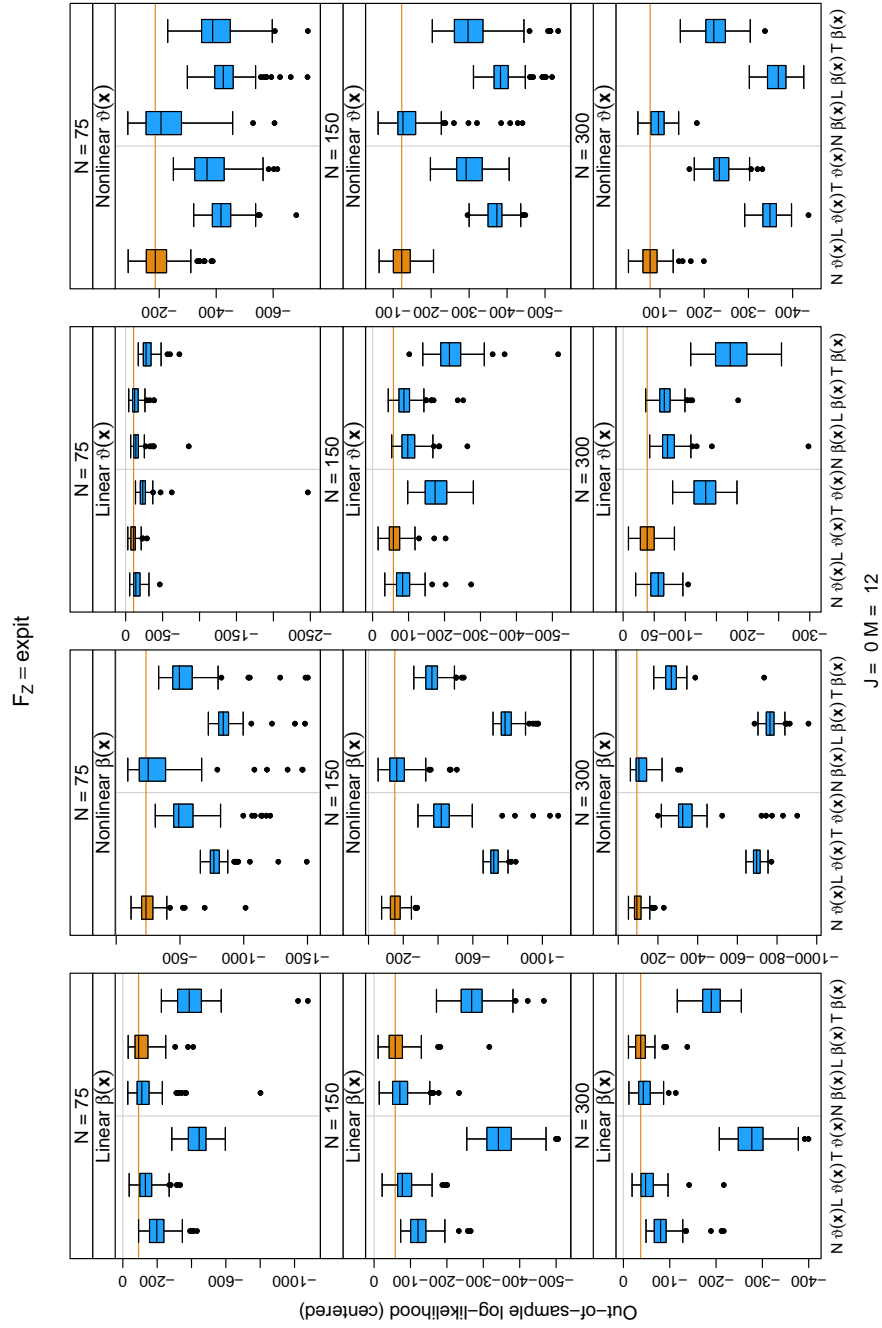 F_Z = expit
N = 75
Linear β(x)
N = 75
Nonlinear β(x)
N = 75
Linear ϑ(x)
N = 75
Nonlinear ϑ(x)
0
−200
−600
−1000
−500
−1000
−1500
0
−500
−1500
−2500
−200
−400
−600
N = 150
Linear β(x)
N = 150
Nonlinear β(x)
N = 150
Linear ϑ(x)
N = 150
Nonlinear ϑ(x)
0
−100
−200
−300
−400
−500
−200
−600
−1000
0
−100
−200
−300
−400
−500
−100
−200
−300
−400
−500
N = 300
Linear β(x)
N = 300
Nonlinear β(x)
N = 300
Linear ϑ(x)
N = 300
Nonlinear ϑ(x)
0
−100
−200
−300
−400
−200
−400
−600
−800
−1000
0
−50
−100
−200
−300
−100
−200
−300
−400
Out−of−sample log−likelihood (centered)
N ϑ(x) L ϑ(x) T ϑ(x) N β(x) L β(x) T β(x)
N ϑ(x) L ϑ(x) T ϑ(x) N β(x) L β(x) T β(x)
N ϑ(x) L ϑ(x) T ϑ(x) N β(x) L β(x) T β(x)
N ϑ(x) L ϑ(x) T ϑ(x) N β(x) L β(x) T β(x)
J = 0 M = 12